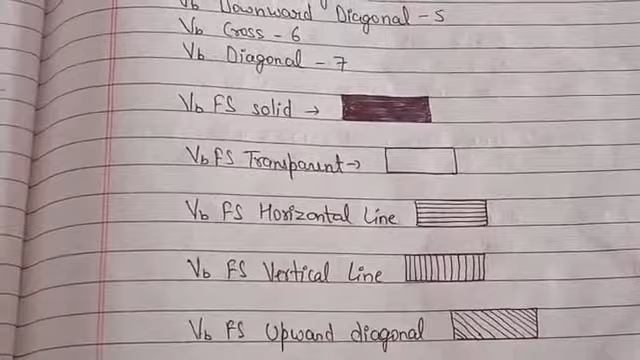 Vb Downward Diagonal - 5
Vb Cross - 6
Vb Diagonal - 7
Vb FS solid →
Vb FS Transparent →
Vb FS Horizontal Line
Vb FS Vertical Line
Vb FS Upward diagonal